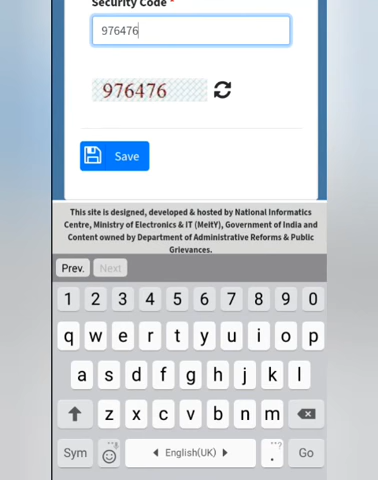 Security Code *
976476
976476
Save
This site is designed, developed & hosted by National Informatics
Centre, Ministry of Electronics & IT (MeitY), Government of India and
Content owned by Department of Administrative Reforms & Public
Grievances.
Prev. Next
1 2 3 4 5 6 7 8 9 0
q w e r t y u i o p
a s d f g h j k l
z x c v b n m
Sym English(UK) . Go